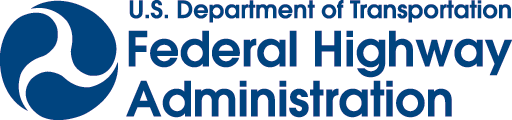 U.S. Department of Transportation
Federal Highway
Administration